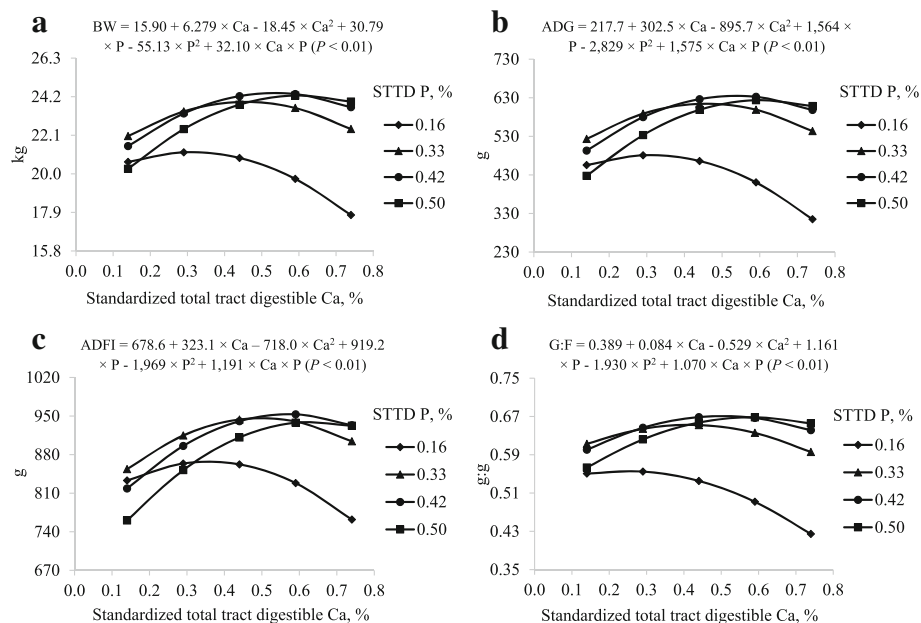 a
BW = 15.90 + 6.279 × Ca - 18.45 × Ca² + 30.79
× P - 55.13 × P² + 32.10 × Ca × P (P < 0.01)
26.3
24.2
22.1
20.0
17.9
15.8
kg
0.0 0.1 0.2 0.3 0.4 0.5 0.6 0.7 0.8
Standardized total tract digestible Ca, %
STTD P, %
0.16
0.33
0.42
0.50
b
ADG = 217.7 + 302.5 × Ca - 895.7 × Ca² + 1,564 ×
P - 2,829 × P² + 1,575 × Ca × P (P < 0.01)
730
630
530
430
330
230
g
0.0 0.1 0.2 0.3 0.4 0.5 0.6 0.7 0.8
Standardized total tract digestible Ca, %
STTD P, %
0.16
0.33
0.42
0.50
c
ADFI = 678.6 + 323.1 × Ca – 718.0 × Ca² + 919.2
× P - 1,969 × P² + 1,191 × Ca × P (P < 0.01)
1020
950
880
810
740
670
g
0.0 0.1 0.2 0.3 0.4 0.5 0.6 0.7 0.8
Standardized total tract digestible Ca, %
STTD P, %
0.16
0.33
0.42
0.50
d
G:F = 0.389 + 0.084 × Ca - 0.529 × Ca² + 1.161
× P - 1.930 × P² + 1.070 × Ca × P (P < 0.01)
0.75
0.67
0.59
0.51
0.43
0.35
g:g
0.0 0.1 0.2 0.3 0.4 0.5 0.6 0.7 0.8
Standardized total tract digestible Ca, %
STTD P, %
0.16
0.33
0.42
0.50